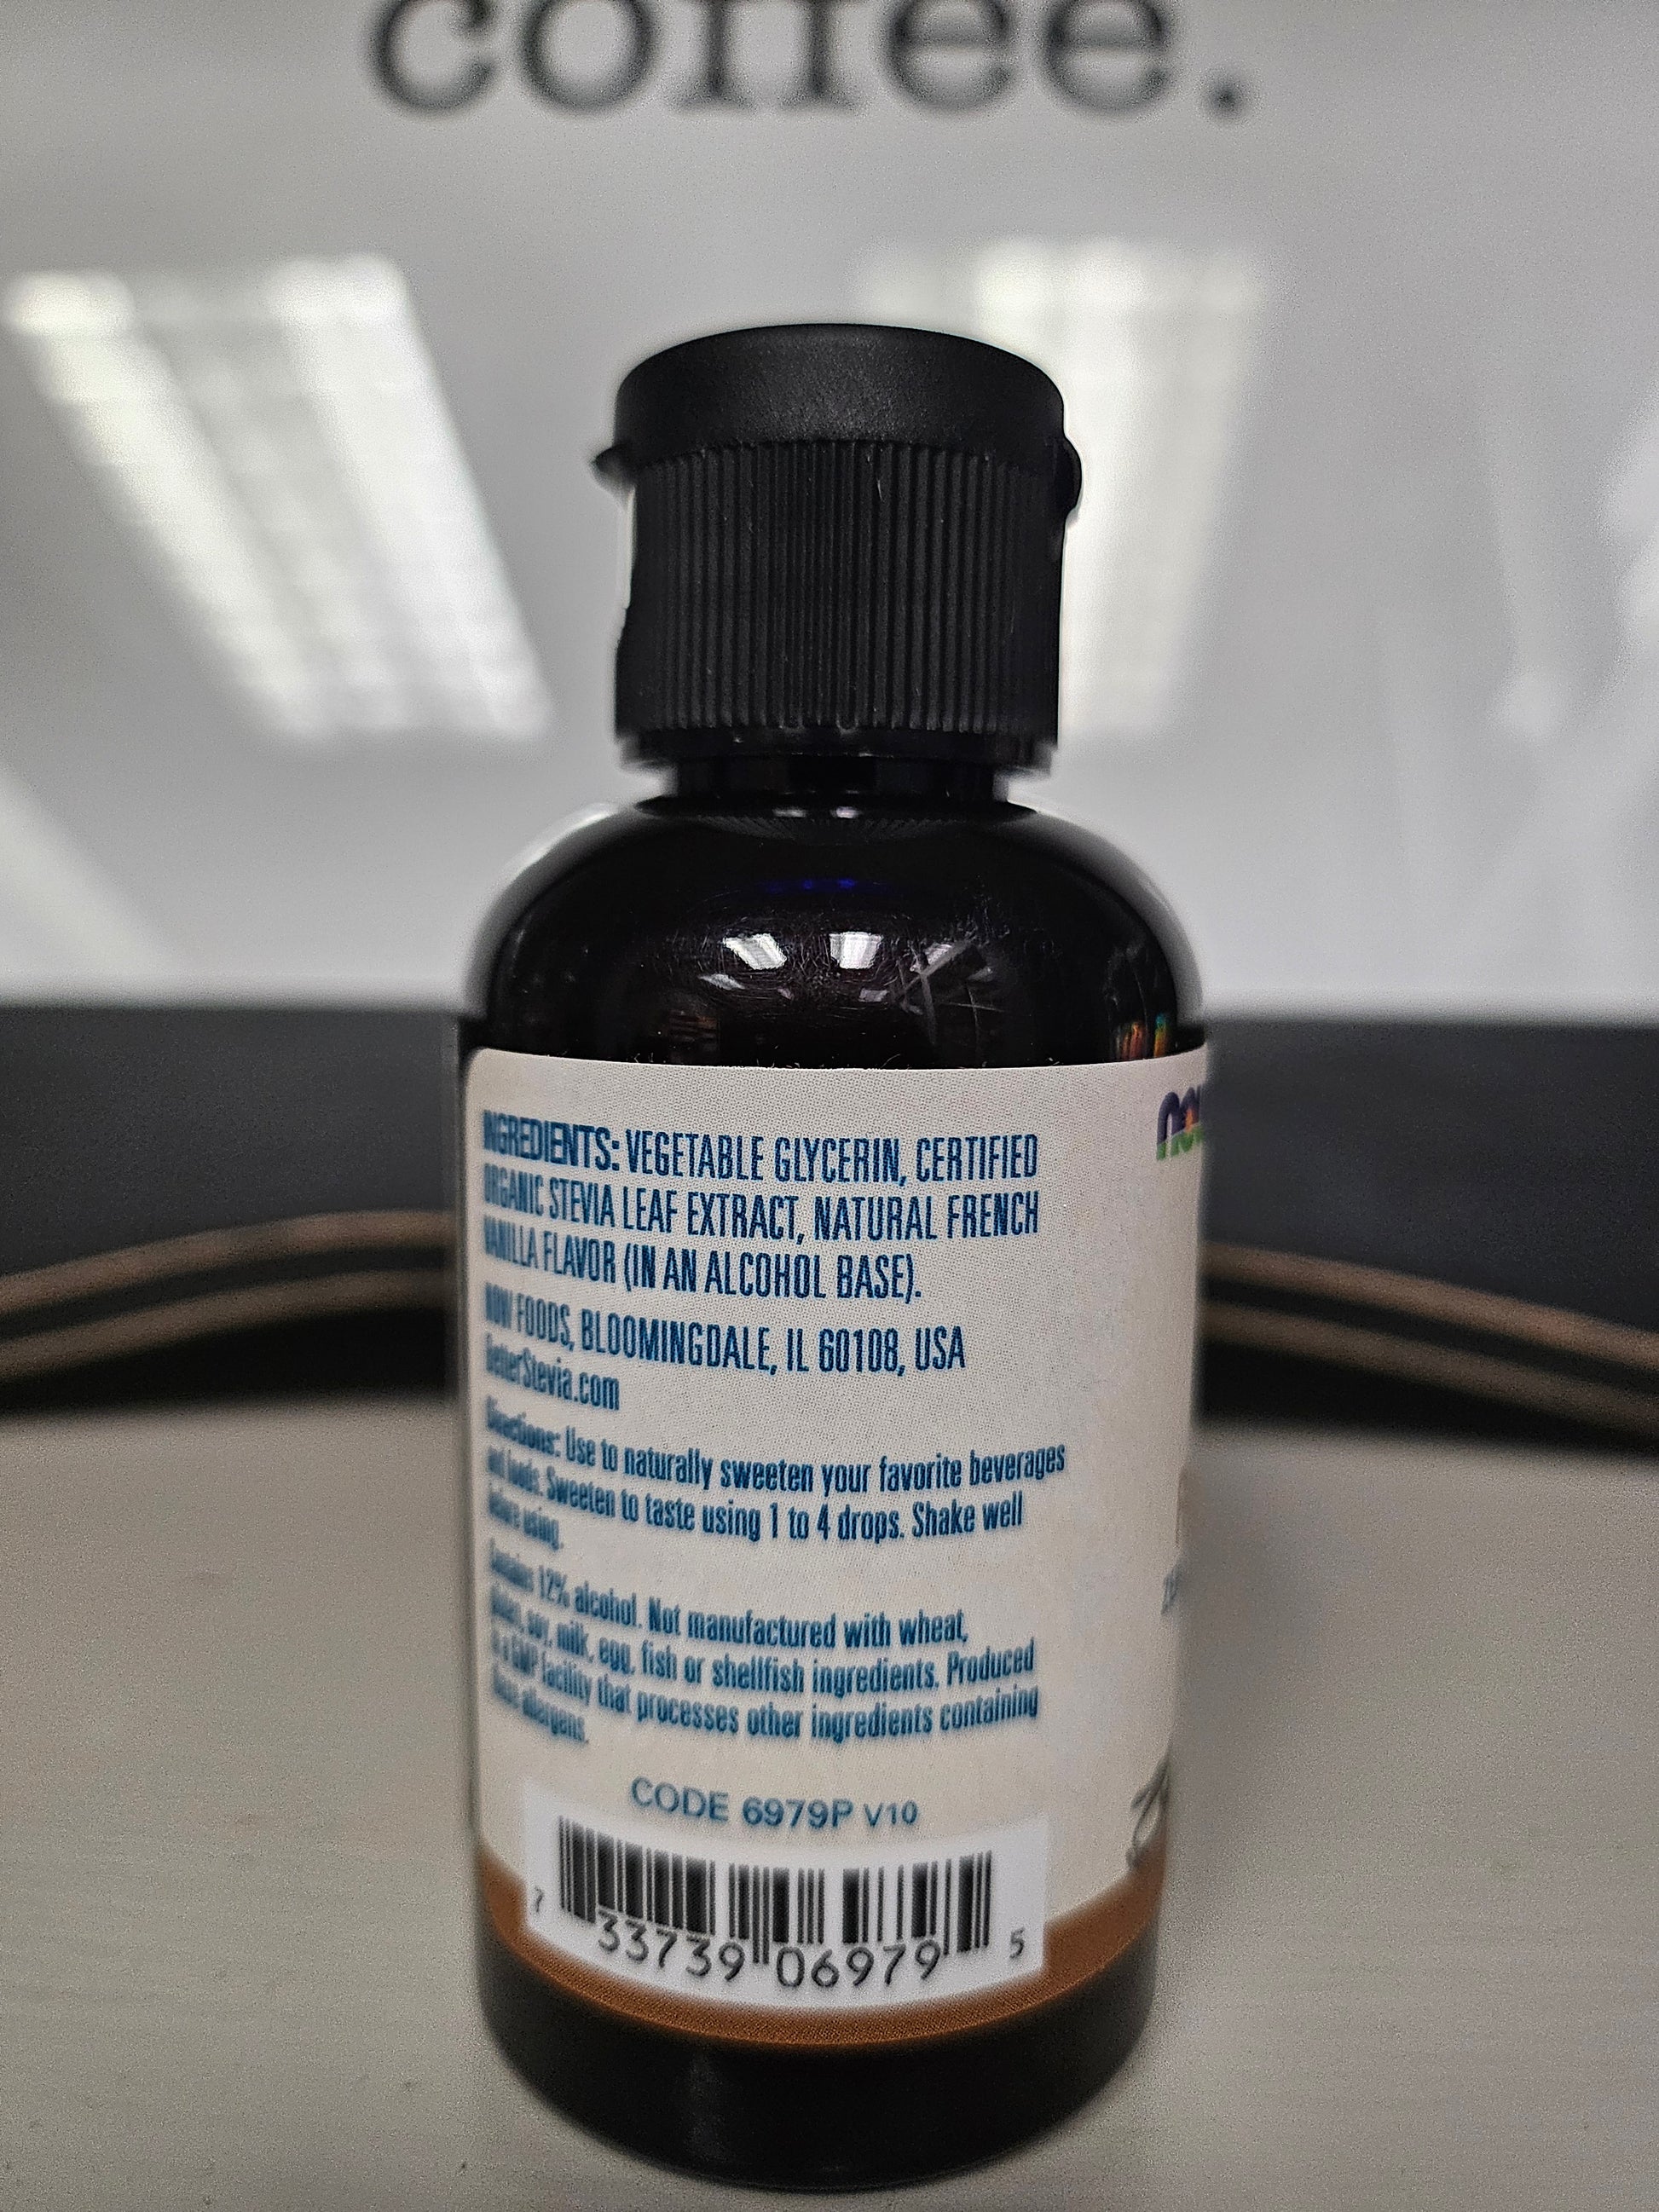 coffee.
now
INGREDIENTS: VEGETABLE GLYCERIN, CERTIFIED
ORGANIC STEVIA LEAF EXTRACT, NATURAL FRENCH
VANILLA FLAVOR (IN AN ALCOHOL BASE).
NOW FOODS, BLOOMINGDALE, IL 60108, USA
BetterStevia.com
Directions: Use to naturally sweeten your favorite beverages
and foods. Sweeten to taste using 1 to 4 drops. Shake well
before using.
Contains 12% alcohol. Not manufactured with wheat,
gluten, soy, milk, egg, fish or shellfish ingredients. Produced
in a GMP facility that processes other ingredients containing
these allergens.
CODE 6979P V10
7 33739 06979 5